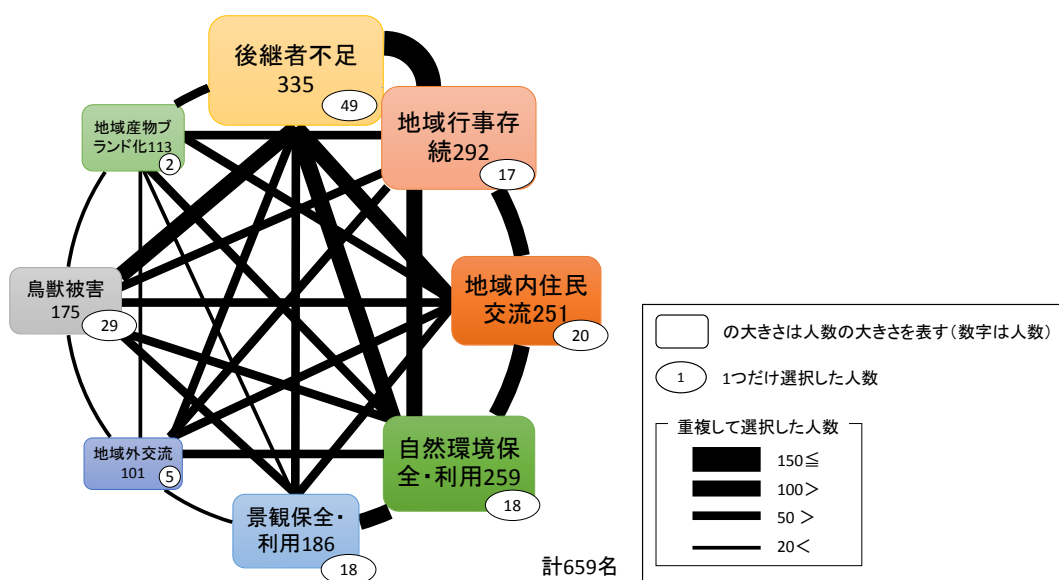 後継者不足
335
49
地域行事存
続292
17
地域産物ブ
ランド化113
2
鳥獣被害
175
29
地域内住民
交流251
20
地域外交流
101
5
自然環境保
全・利用259
18
景観保全・
利用186
18
計659名
の大きさは人数の大きさを表す(数字は人数)
1 1つだけ選択した人数
重複して選択した人数
150≦
100>
50 >
20<